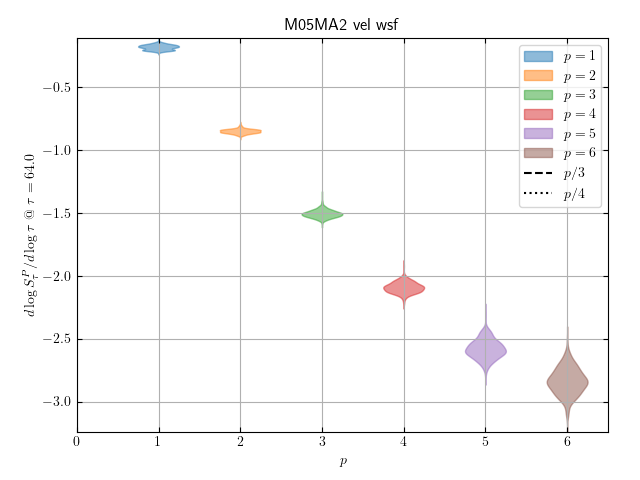 M05MA2 vel wsf
d log S_τ^P / d log τ @ τ = 64.0
−0.5
−1.0
−1.5
−2.0
−2.5
−3.0
p = 1
p = 2
p = 3
p = 4
p = 5
p = 6
p/3
p/4
0 1 2 3 4 5 6
p